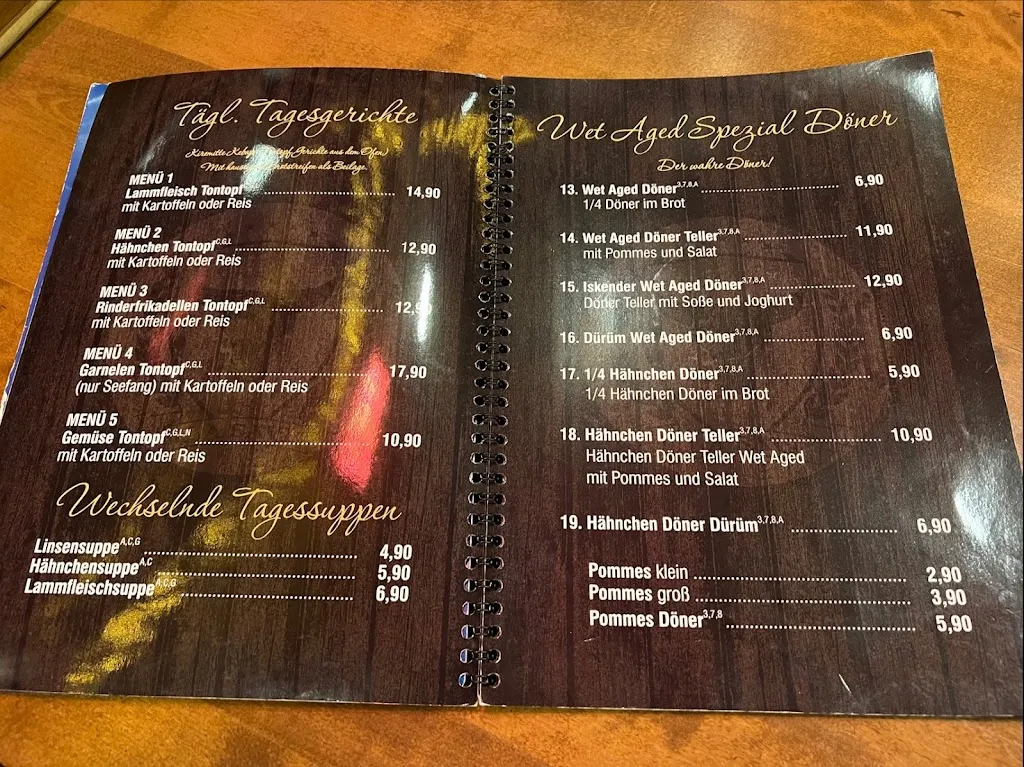 Tägl. Tagesgerichte
Kiremitte Kebap Gerichte aus dem Ofen)
Mit als Beilage.
MENÜ 1
Lammfleisch Tontopf 14,90
mit Kartoffeln oder Reis
MENÜ 2
Hähnchen Tontopf C,G,L 12,90
mit Kartoffeln oder Reis
MENÜ 3
Rinderfrikadellen Tontopf C,G,L
mit Kartoffeln oder Reis
MENÜ 4
Garnelen Tontopf C,G,L 17,90
(nur Seefang) mit Kartoffeln oder Reis
MENÜ 5
Gemüse Tontopf C,G,L,N 10,90
mit Kartoffeln oder Reis
Wechselnde Tagessuppen
Linsensuppe A,C,G 4,90
Hähnchensuppe A,C 5,90
Lammfleischsuppe A,C,G 6,90
Wet Aged Spezial Döner
Der wahre Döner!
13. Wet Aged Döner 3,7,8,A 6,90
1/4 Döner im Brot
14. Wet Aged Döner Teller 3,7,8,A 11,90
mit Pommes und Salat
15. Iskender Wet Aged Döner 3,7,8,A 12,90
Döner Teller mit Soße und Joghurt
16. Dürüm Wet Aged Döner 3,7,8,A 6,90
17. 1/4 Hähnchen Döner 3,7,8,A 5,90
1/4 Hähnchen Döner im Brot
18. Hähnchen Döner Teller 3,7,8,A 10,90
Hähnchen Döner Teller Wet Aged
mit Pommes und Salat
19. Hähnchen Döner Dürüm 3,7,8,A 6,90
Pommes klein 2,90
Pommes groß 3,90
Pommes Döner 3,7,8 5,90